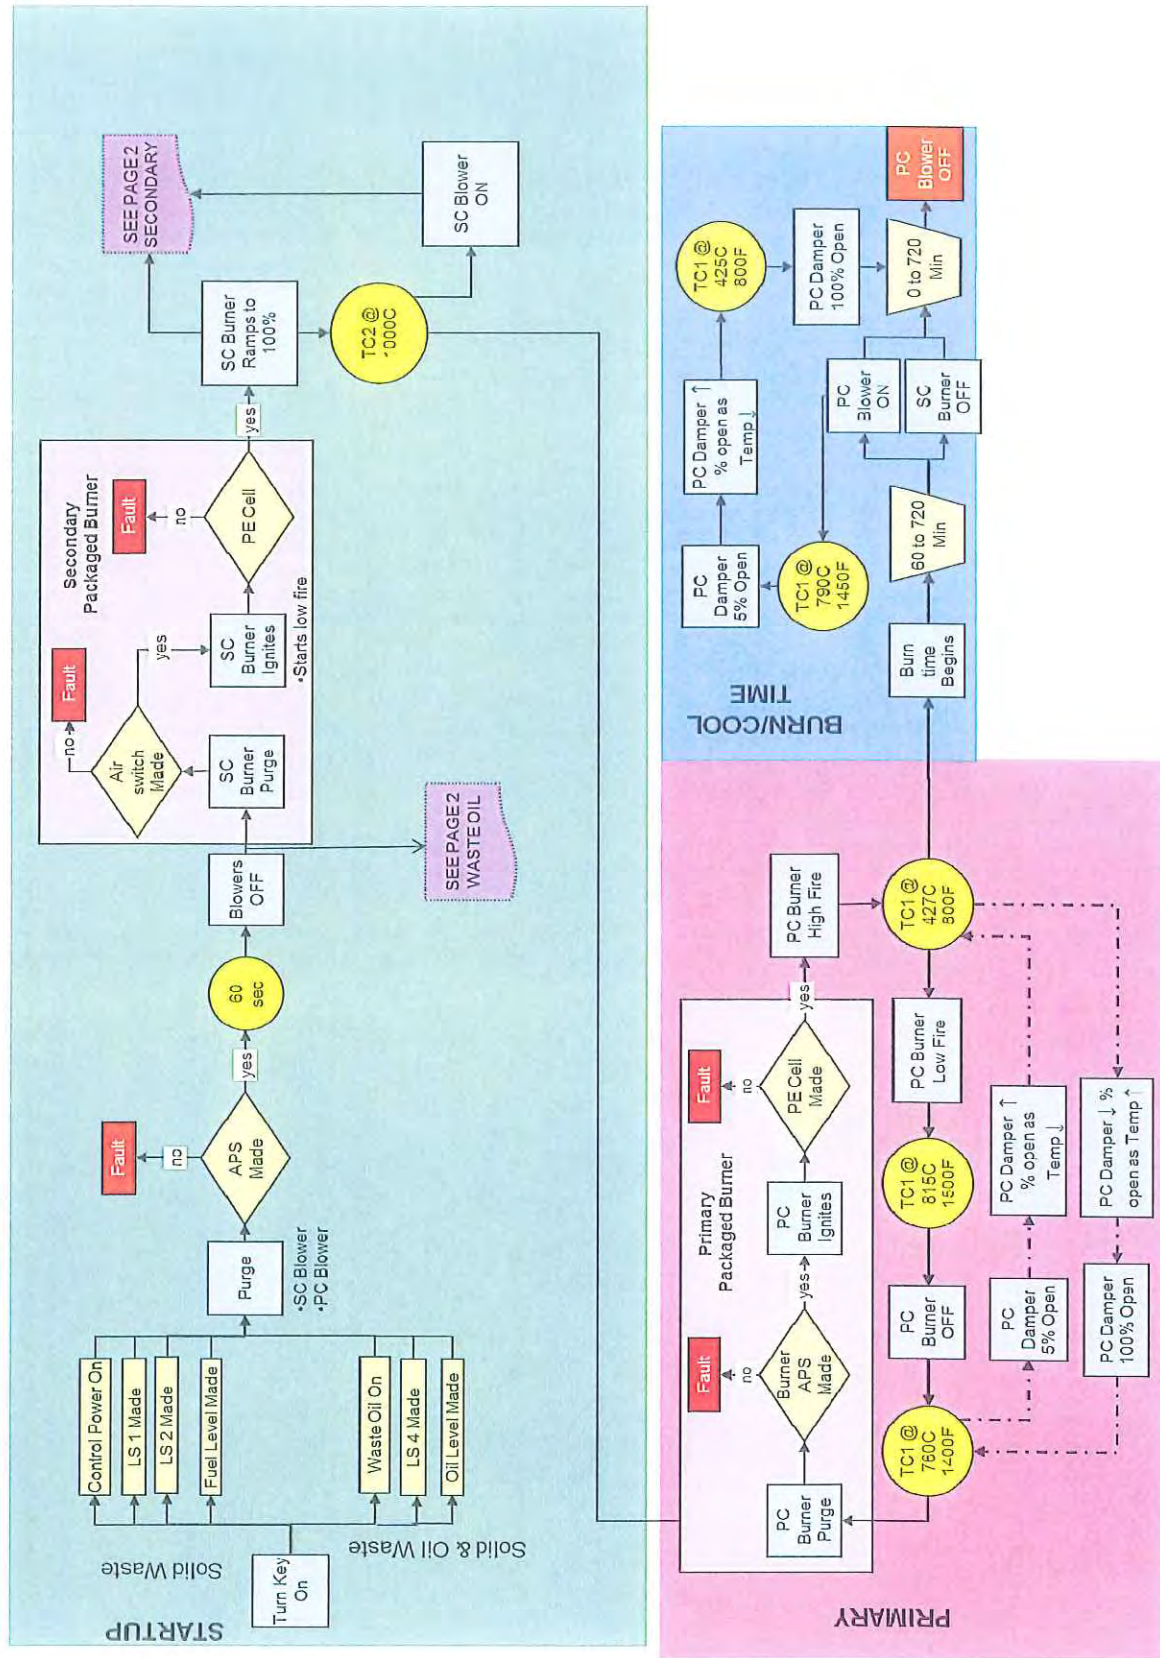 STARTUP
Turn Key
On
Solid Waste
Solid & Oil Waste
Control Power On
LS 1 Made
LS 2 Made
Fuel Level Made
Waste Oil On
LS 4 Made
Oil Level Made
Purge
•SC Blower
•PC Blower
APS
Made
no
Fault
yes
60
sec
Blowers
OFF
SEE PAGE 2
WASTE OIL
Secondary
Packaged Burner
SC
Burner
Purge
Air
switch
Made
no
Fault
yes
SC
Burner
Ignites
•Starts low fire
PE Cell
no
Fault
yes
SC Burner
Ramps to
100%
SEE PAGE 2
SECONDARY
TC2 @
1000C
SC Blower
ON
PRIMARY
Primary
Packaged Burner
PC
Burner
Purge
Burner
APS
Made
no
Fault
yes
PC
Burner
Ignites
PE Cell
Made
no
Fault
yes
PC Burner
High Fire
TC1 @
427C
800F
PC Burner
Low Fire
TC1 @
815C
1500F
PC
Burner
OFF
TC1 @
760C
1400F
PC
Damper
5% Open
PC Damper ↑
% open as
Temp ↓
PC Damper ↓ %
open as Temp ↑
PC Damper
100% Open
BURN/COOL
TIME
Burn
time
Begins
60 to 720
Min
PC
Blower
ON
SC
Burner
OFF
TC1 @
790C
1450F
PC
Damper
5% Open
PC Damper ↑
% open as
Temp ↓
TC1 @
425C
800F
PC Damper
100% Open
0 to 720
Min
PC
Blower
OFF